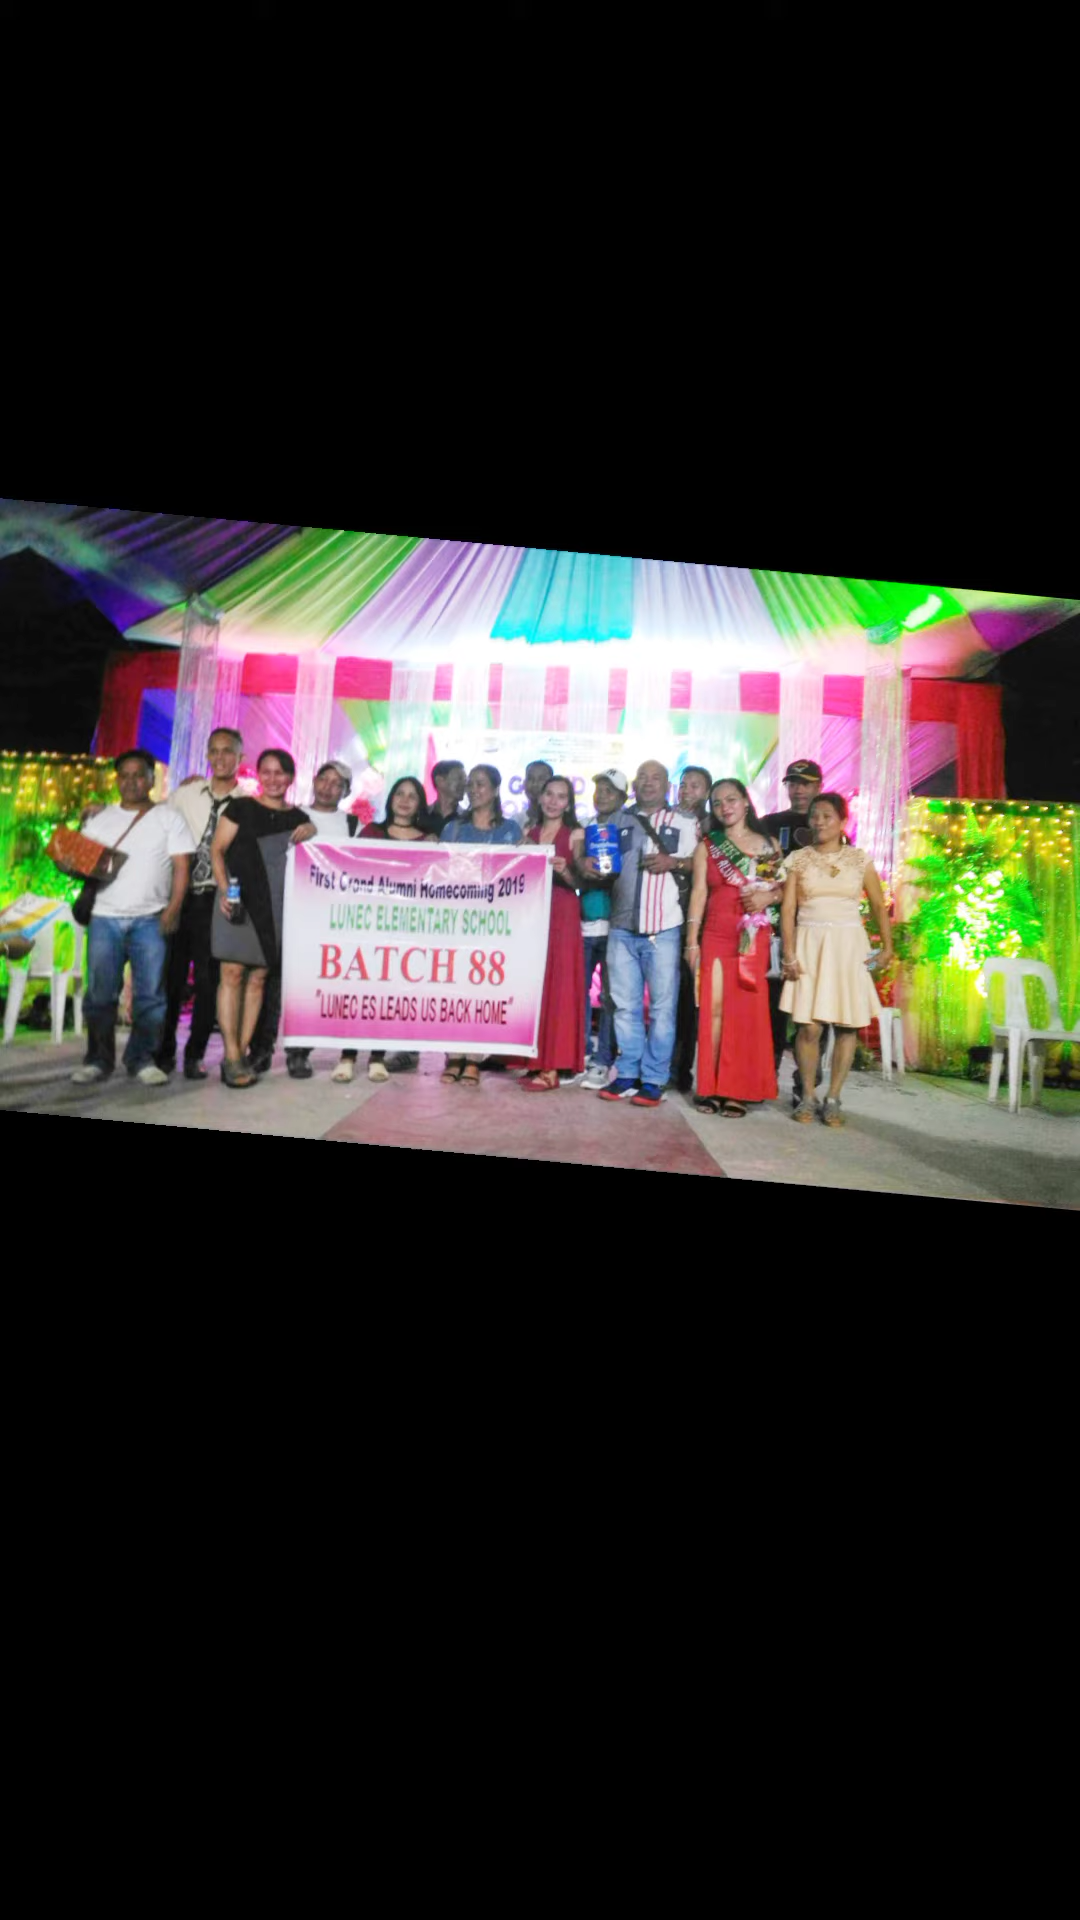 First Grand Alumni Homecoming 2019
LUNEC ELEMENTARY SCHOOL
BATCH 88
"LUNEC ES LEADS US BACK HOME"